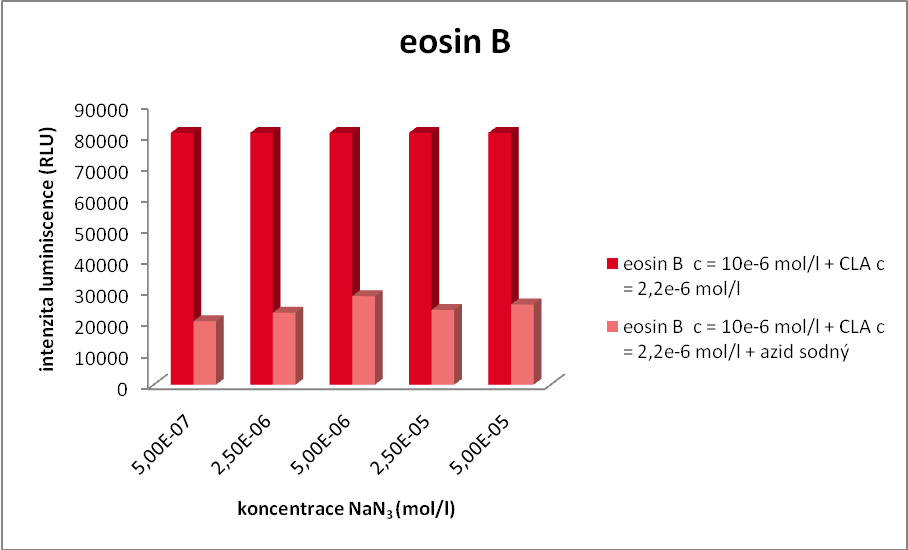 eosin B
intenzita luminiscence (RLU)
90000
80000
70000
60000
50000
40000
30000
20000
10000
0
5,00E-07
2,50E-06
5,00E-06
2,50E-05
5,00E-05
koncentrace NaN₃ (mol/l)
eosin B  c = 10e-6 mol/l + CLA c
= 2,2e-6 mol/l
eosin B  c = 10e-6 mol/l + CLA c
= 2,2e-6 mol/l + azid sodný